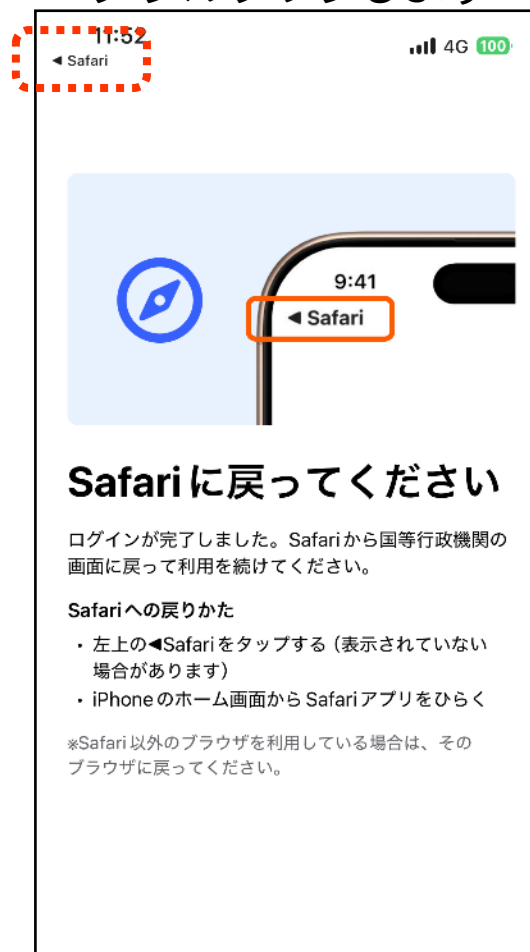 11:52
◀ Safari
4G 100
9:41
◀ Safari
Safariに戻ってください
ログインが完了しました。Safariから国等行政機関の
画面に戻って利用を続けてください。
Safariへの戻りかた
・左上の◀Safariをタップする（表示されていない
場合があります）
・iPhoneのホーム画面からSafariアプリをひらく
※Safari以外のブラウザを利用している場合は、その
ブラウザに戻ってください。